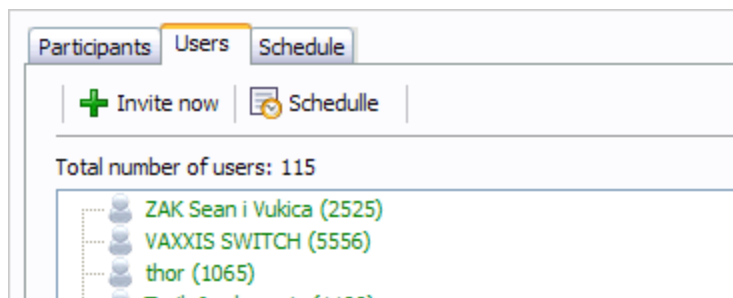 Participants Users Schedule
Invite now Schedulle
Total number of users: 115
ZAK Sean i Vukica (2525)
VAXXIS SWITCH (5556)
thor (1065)